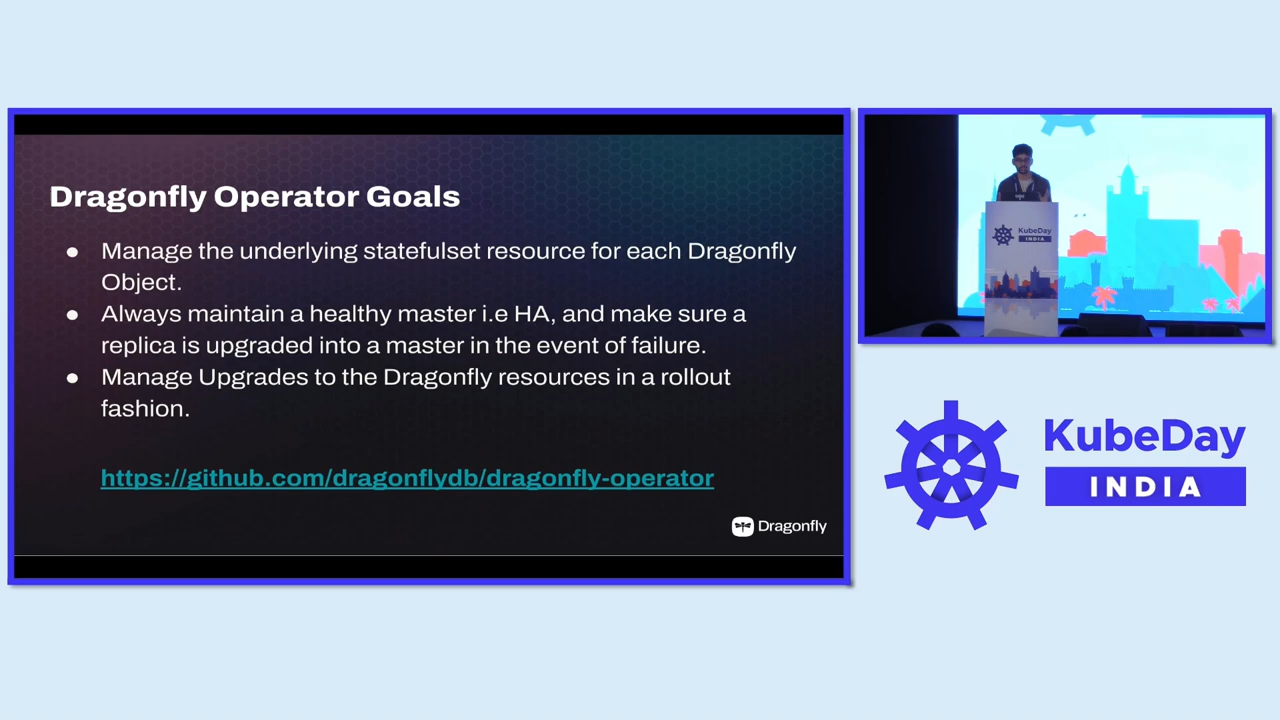 Dragonfly Operator Goals
● Manage the underlying statefulset resource for each Dragonfly
Object.
● Always maintain a healthy master i.e HA, and make sure a
replica is upgraded into a master in the event of failure.
● Manage Upgrades to the Dragonfly resources in a rollout
fashion.
https://github.com/dragonflydb/dragonfly-operator
Dragonfly
KubeDay
INDIA
KubeDay
INDIA